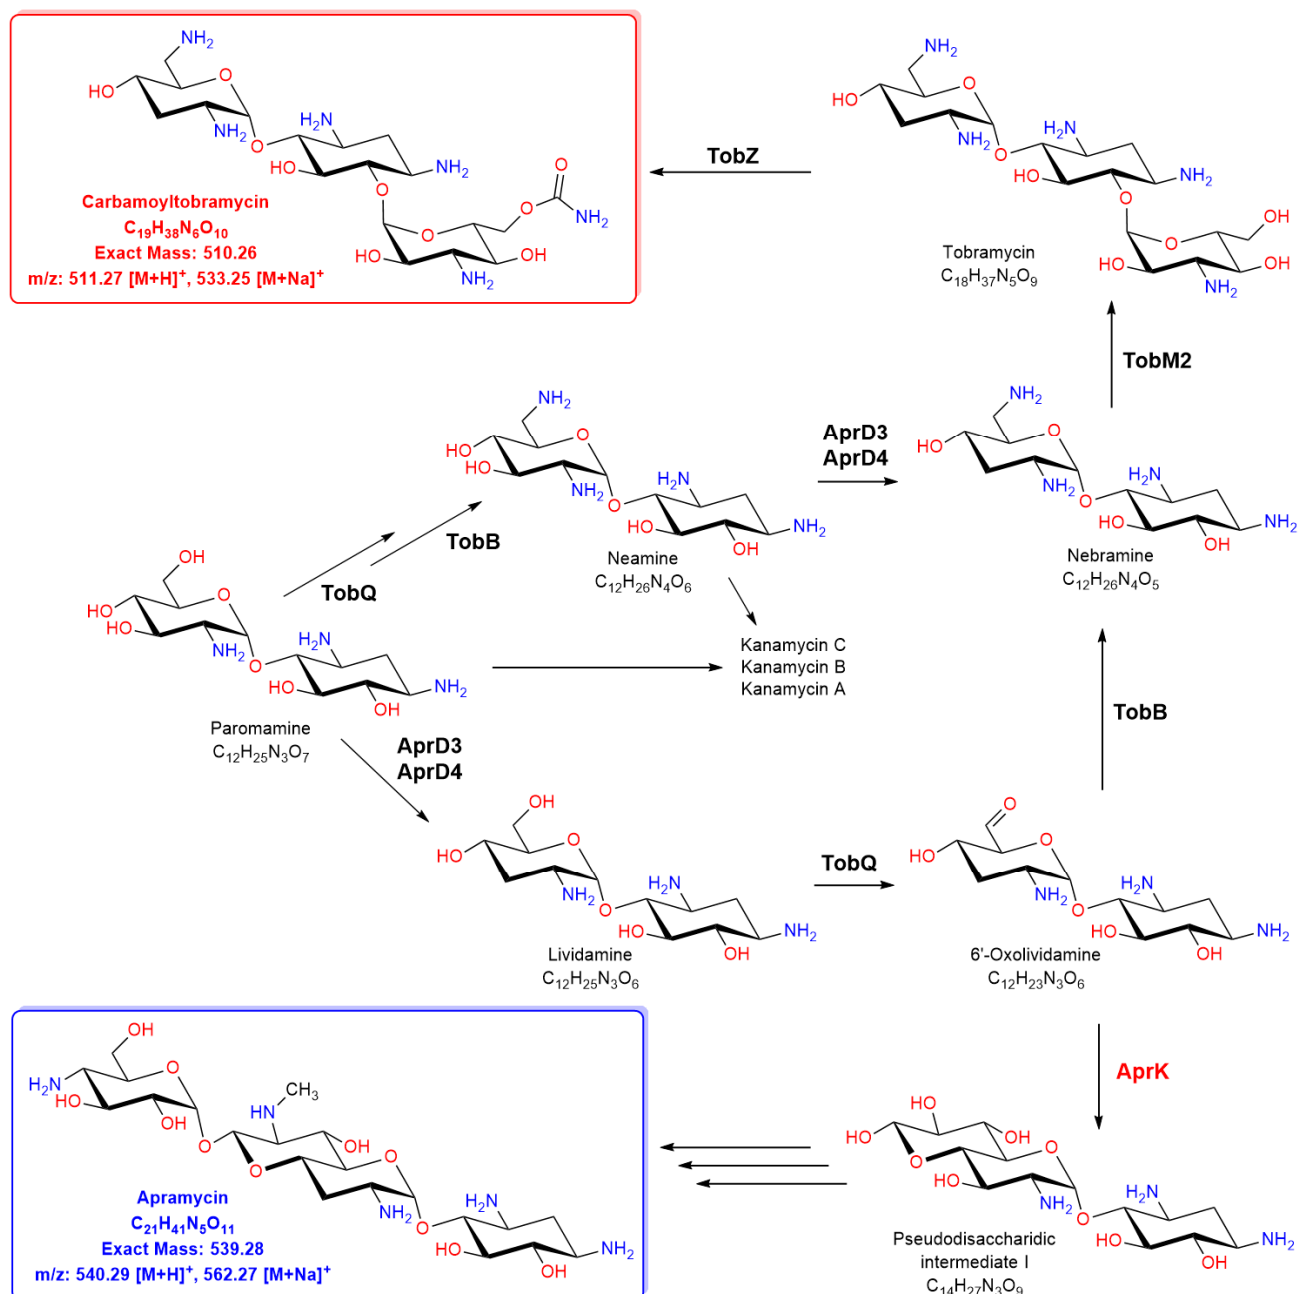 NH₂
O
HO
NH₂
O
H₂N
HO
NH₂
O
O
O
NH₂
O
HO
HO
NH₂
Carbamoyltobramycin
C₁₉H₃₈N₆O₁₀
Exact Mass: 510.26
m/z: 511.27 [M+H]⁺, 533.25 [M+Na]⁺
TobZ
NH₂
O
HO
NH₂
O
H₂N
HO
NH₂
O
OH
O
HO
OH
NH₂
Tobramycin
C₁₈H₃₇N₅O₉
TobM2
NH₂
O
HO
HO
NH₂
O
H₂N
HO
OH
NH₂
Neamine
C₁₂H₂₆N₄O₆
AprD3
AprD4
NH₂
O
HO
NH₂
O
H₂N
HO
OH
NH₂
Nebramine
C₁₂H₂₆N₄O₅
TobB
TobQ
OH
O
HO
HO
NH₂
O
H₂N
HO
OH
NH₂
Paromamine
C₁₂H₂₅N₃O₇
Kanamycin C
Kanamycin B
Kanamycin A
TobB
AprD3
AprD4
OH
O
HO
NH₂
O
H₂N
HO
OH
NH₂
Lividamine
C₁₂H₂₅N₃O₆
TobQ
O
O
HO
NH₂
O
H₂N
HO
OH
NH₂
6'-Oxolividamine
C₁₂H₂₃N₃O₆
AprK
OH
O
H₂N
HO
OH
O
HN
CH₃
OH
O
O
NH₂
O
H₂N
HO
OH
NH₂
Apramycin
C₂₁H₄₁N₅O₁₁
Exact Mass: 539.28
m/z: 540.29 [M+H]⁺, 562.27 [M+Na]⁺
HO
HO
OH
O
O
HO
NH₂
O
H₂N
HO
OH
NH₂
Pseudodisaccharidic
intermediate I
C₁₄H₂₇N₃O₉